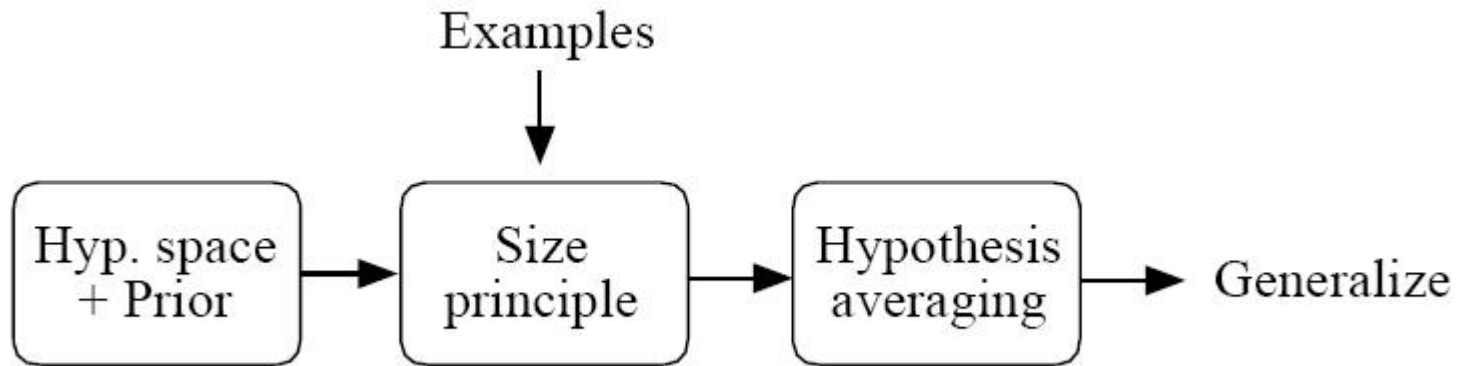 Examples
Hyp. space
+ Prior
Size
principle
Hypothesis
averaging
Generalize